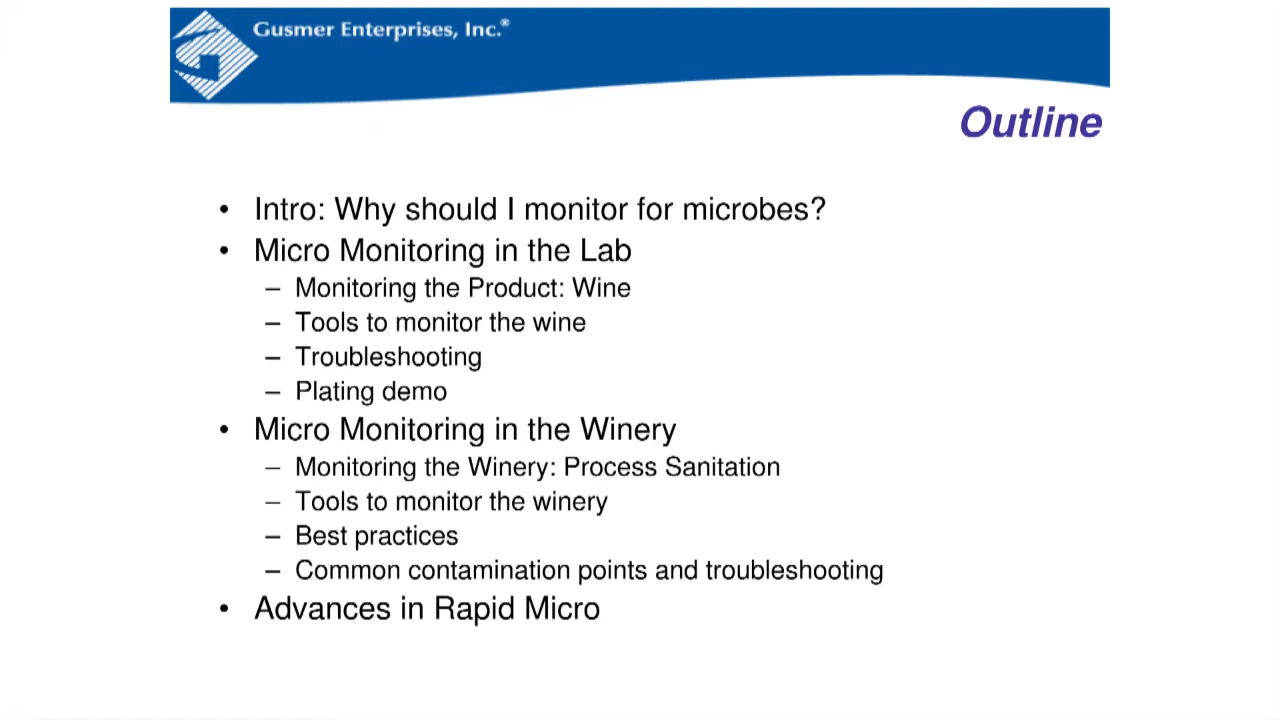 Gusmer Enterprises, Inc.®
Outline
• Intro: Why should I monitor for microbes?
• Micro Monitoring in the Lab
– Monitoring the Product: Wine
– Tools to monitor the wine
– Troubleshooting
– Plating demo
• Micro Monitoring in the Winery
– Monitoring the Winery: Process Sanitation
– Tools to monitor the winery
– Best practices
– Common contamination points and troubleshooting
• Advances in Rapid Micro